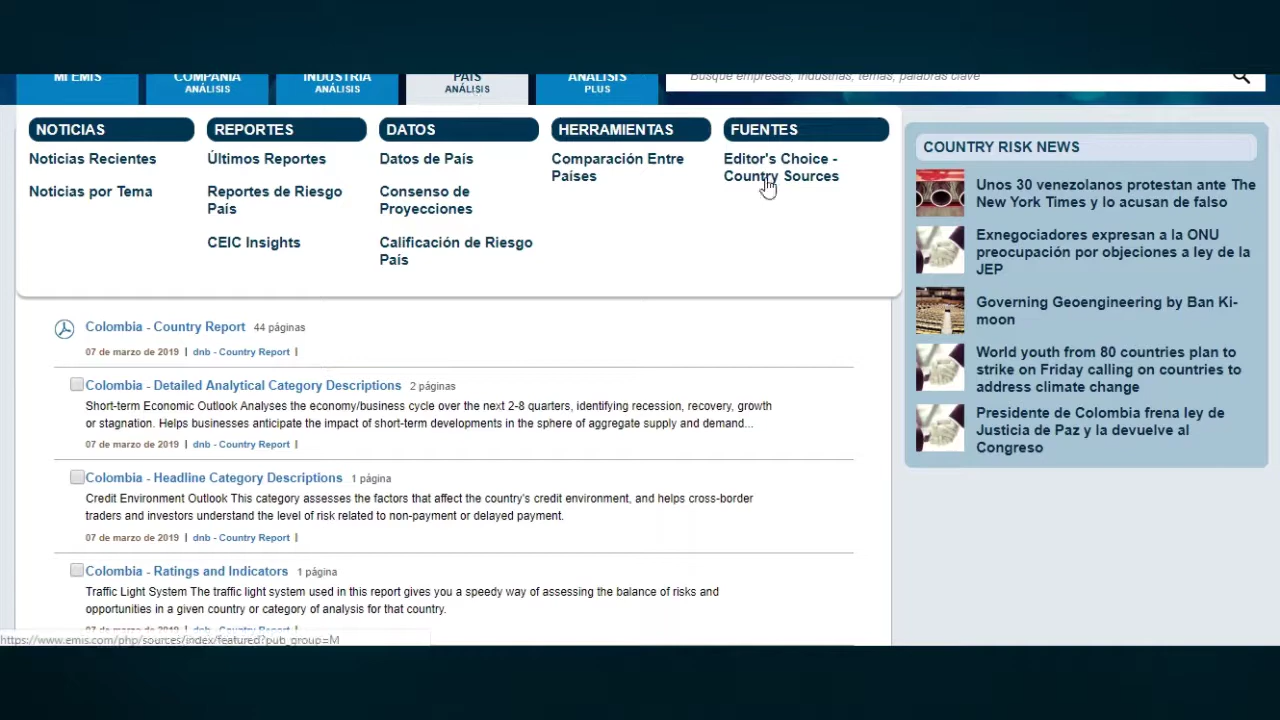 MI EMIS
COMPAÑÍA
ANÁLISIS
INDUSTRIA
ANÁLISIS
PAÍS
ANÁLISIS
ANÁLISIS
PLUS
Busque empresas, industrias, temas, palabras clave
NOTICIAS
Noticias Recientes
Noticias por Tema
REPORTES
Últimos Reportes
Reportes de Riesgo
País
CEIC Insights
DATOS
Datos de País
Consenso de
Proyecciones
Calificación de Riesgo
País
HERRAMIENTAS
Comparación Entre
Países
FUENTES
Editor's Choice -
Country Sources
Colombia - Country Report 44 páginas
07 de marzo de 2019 | dnb - Country Report |
Colombia - Detailed Analytical Category Descriptions 2 páginas
Short-term Economic Outlook Analyses the economy/business cycle over the next 2-8 quarters, identifying recession, recovery, growth
or stagnation. Helps businesses anticipate the impact of short-term developments in the sphere of aggregate supply and demand...
07 de marzo de 2019 | dnb - Country Report |
Colombia - Headline Category Descriptions 1 página
Credit Environment Outlook This category assesses the factors that affect the country's credit environment, and helps cross-border
traders and investors understand the level of risk related to non-payment or delayed payment.
07 de marzo de 2019 | dnb - Country Report |
Colombia - Ratings and Indicators 1 página
Traffic Light System The traffic light system used in this report gives you a speedy way of assessing the balance of risks and
opportunities in a given country or category of analysis for that country.
07 de marzo de 2019 | dnb - Country Report |
https://www.emis.com/php/sources/index/featured?pub_group=M
COUNTRY RISK NEWS
Unos 30 venezolanos protestan ante The
New York Times y lo acusan de falso
Exnegociadores expresan a la ONU
preocupación por objeciones a ley de la
JEP
Governing Geoengineering by Ban Ki-
moon
World youth from 80 countries plan to
strike on Friday calling on countries to
address climate change
Presidente de Colombia frena ley de
Justicia de Paz y la devuelve al
Congreso